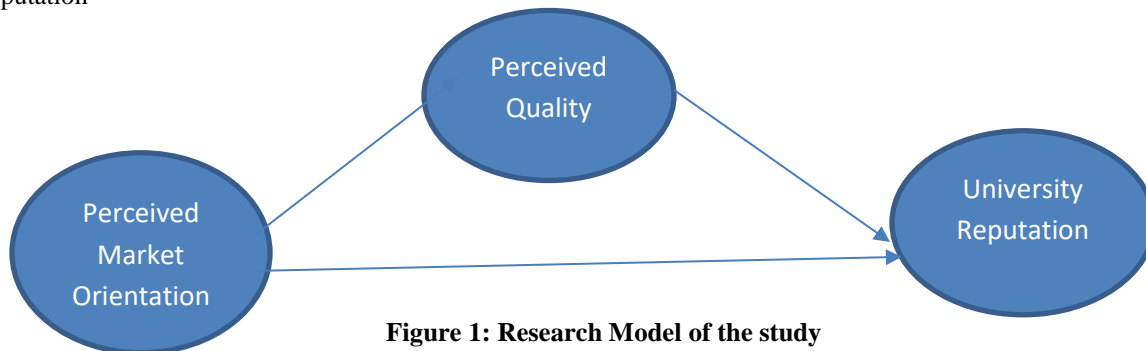 Perceived
Quality
University
Reputation
Perceived
Market
Orientation
Figure 1: Research Model of the study